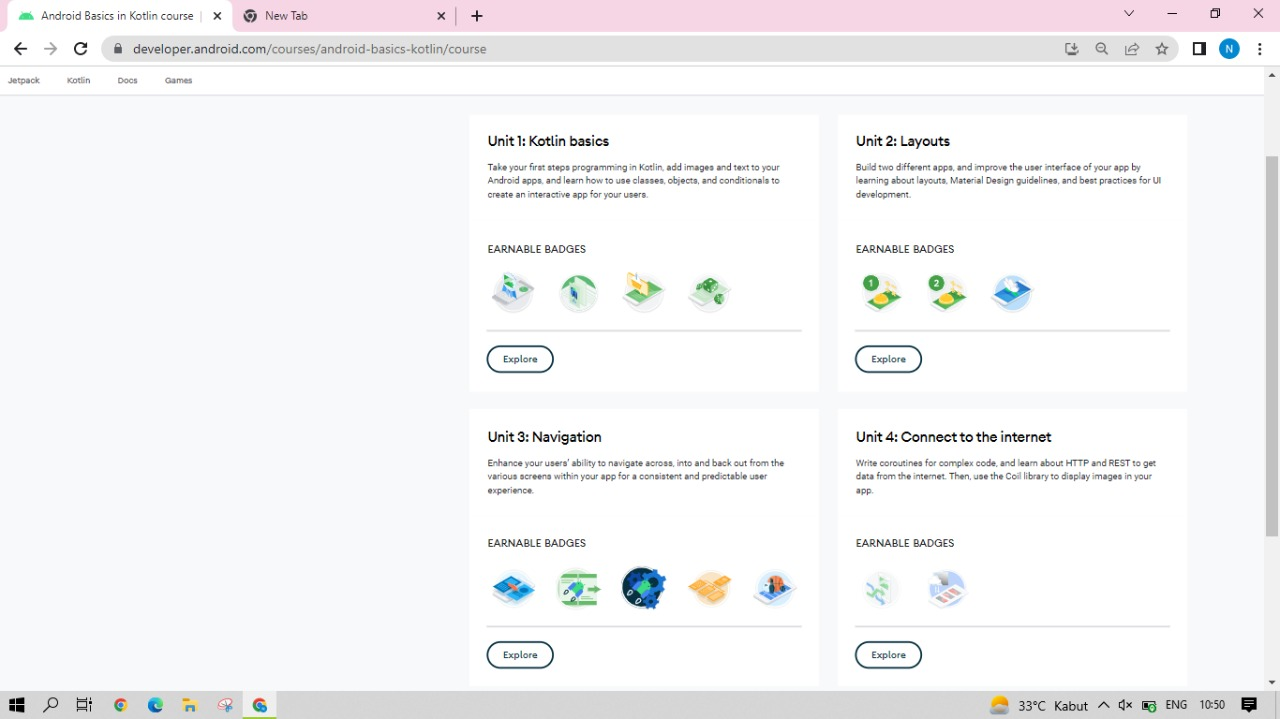 Android Basics in Kotlin course
New Tab
developer.android.com/courses/android-basics-kotlin/course
N
Jetpack
Kotlin
Docs
Games
Unit 1: Kotlin basics
Take your first steps programming in Kotlin, add images and text to your
Android apps, and learn how to use classes, objects, and conditionals to
create an interactive app for your users.
EARNABLE BADGES
Explore
Unit 2: Layouts
Build two different apps, and improve the user interface of your app by
learning about layouts, Material Design guidelines, and best practices for UI
development.
EARNABLE BADGES
1
2
Explore
Unit 3: Navigation
Enhance your users' ability to navigate across, into and back out from the
various screens within your app for a consistent and predictable user
experience.
EARNABLE BADGES
Explore
Unit 4: Connect to the internet
Write coroutines for complex code, and learn about HTTP and REST to get
data from the internet. Then, use the Coil library to display images in your
app.
EARNABLE BADGES
Explore
33°C Kabut
ENG
10:50